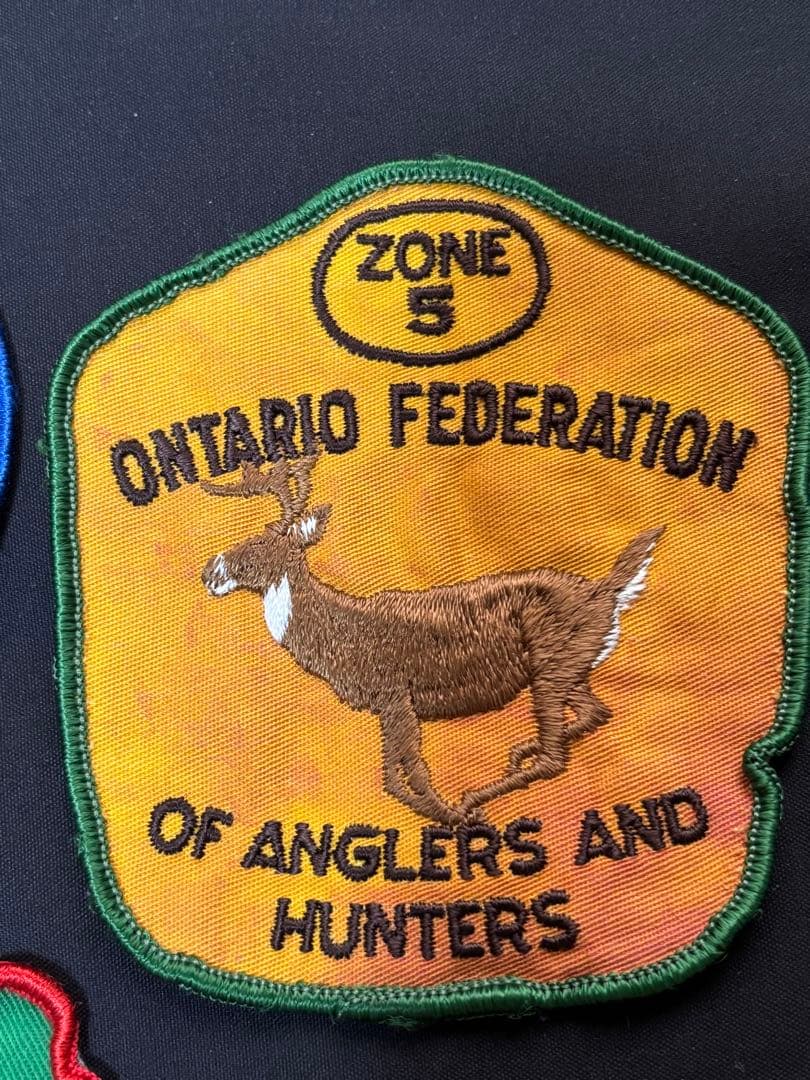 ZONE
5
ONTARIO FEDERATION
OF ANGLERS AND
HUNTERS